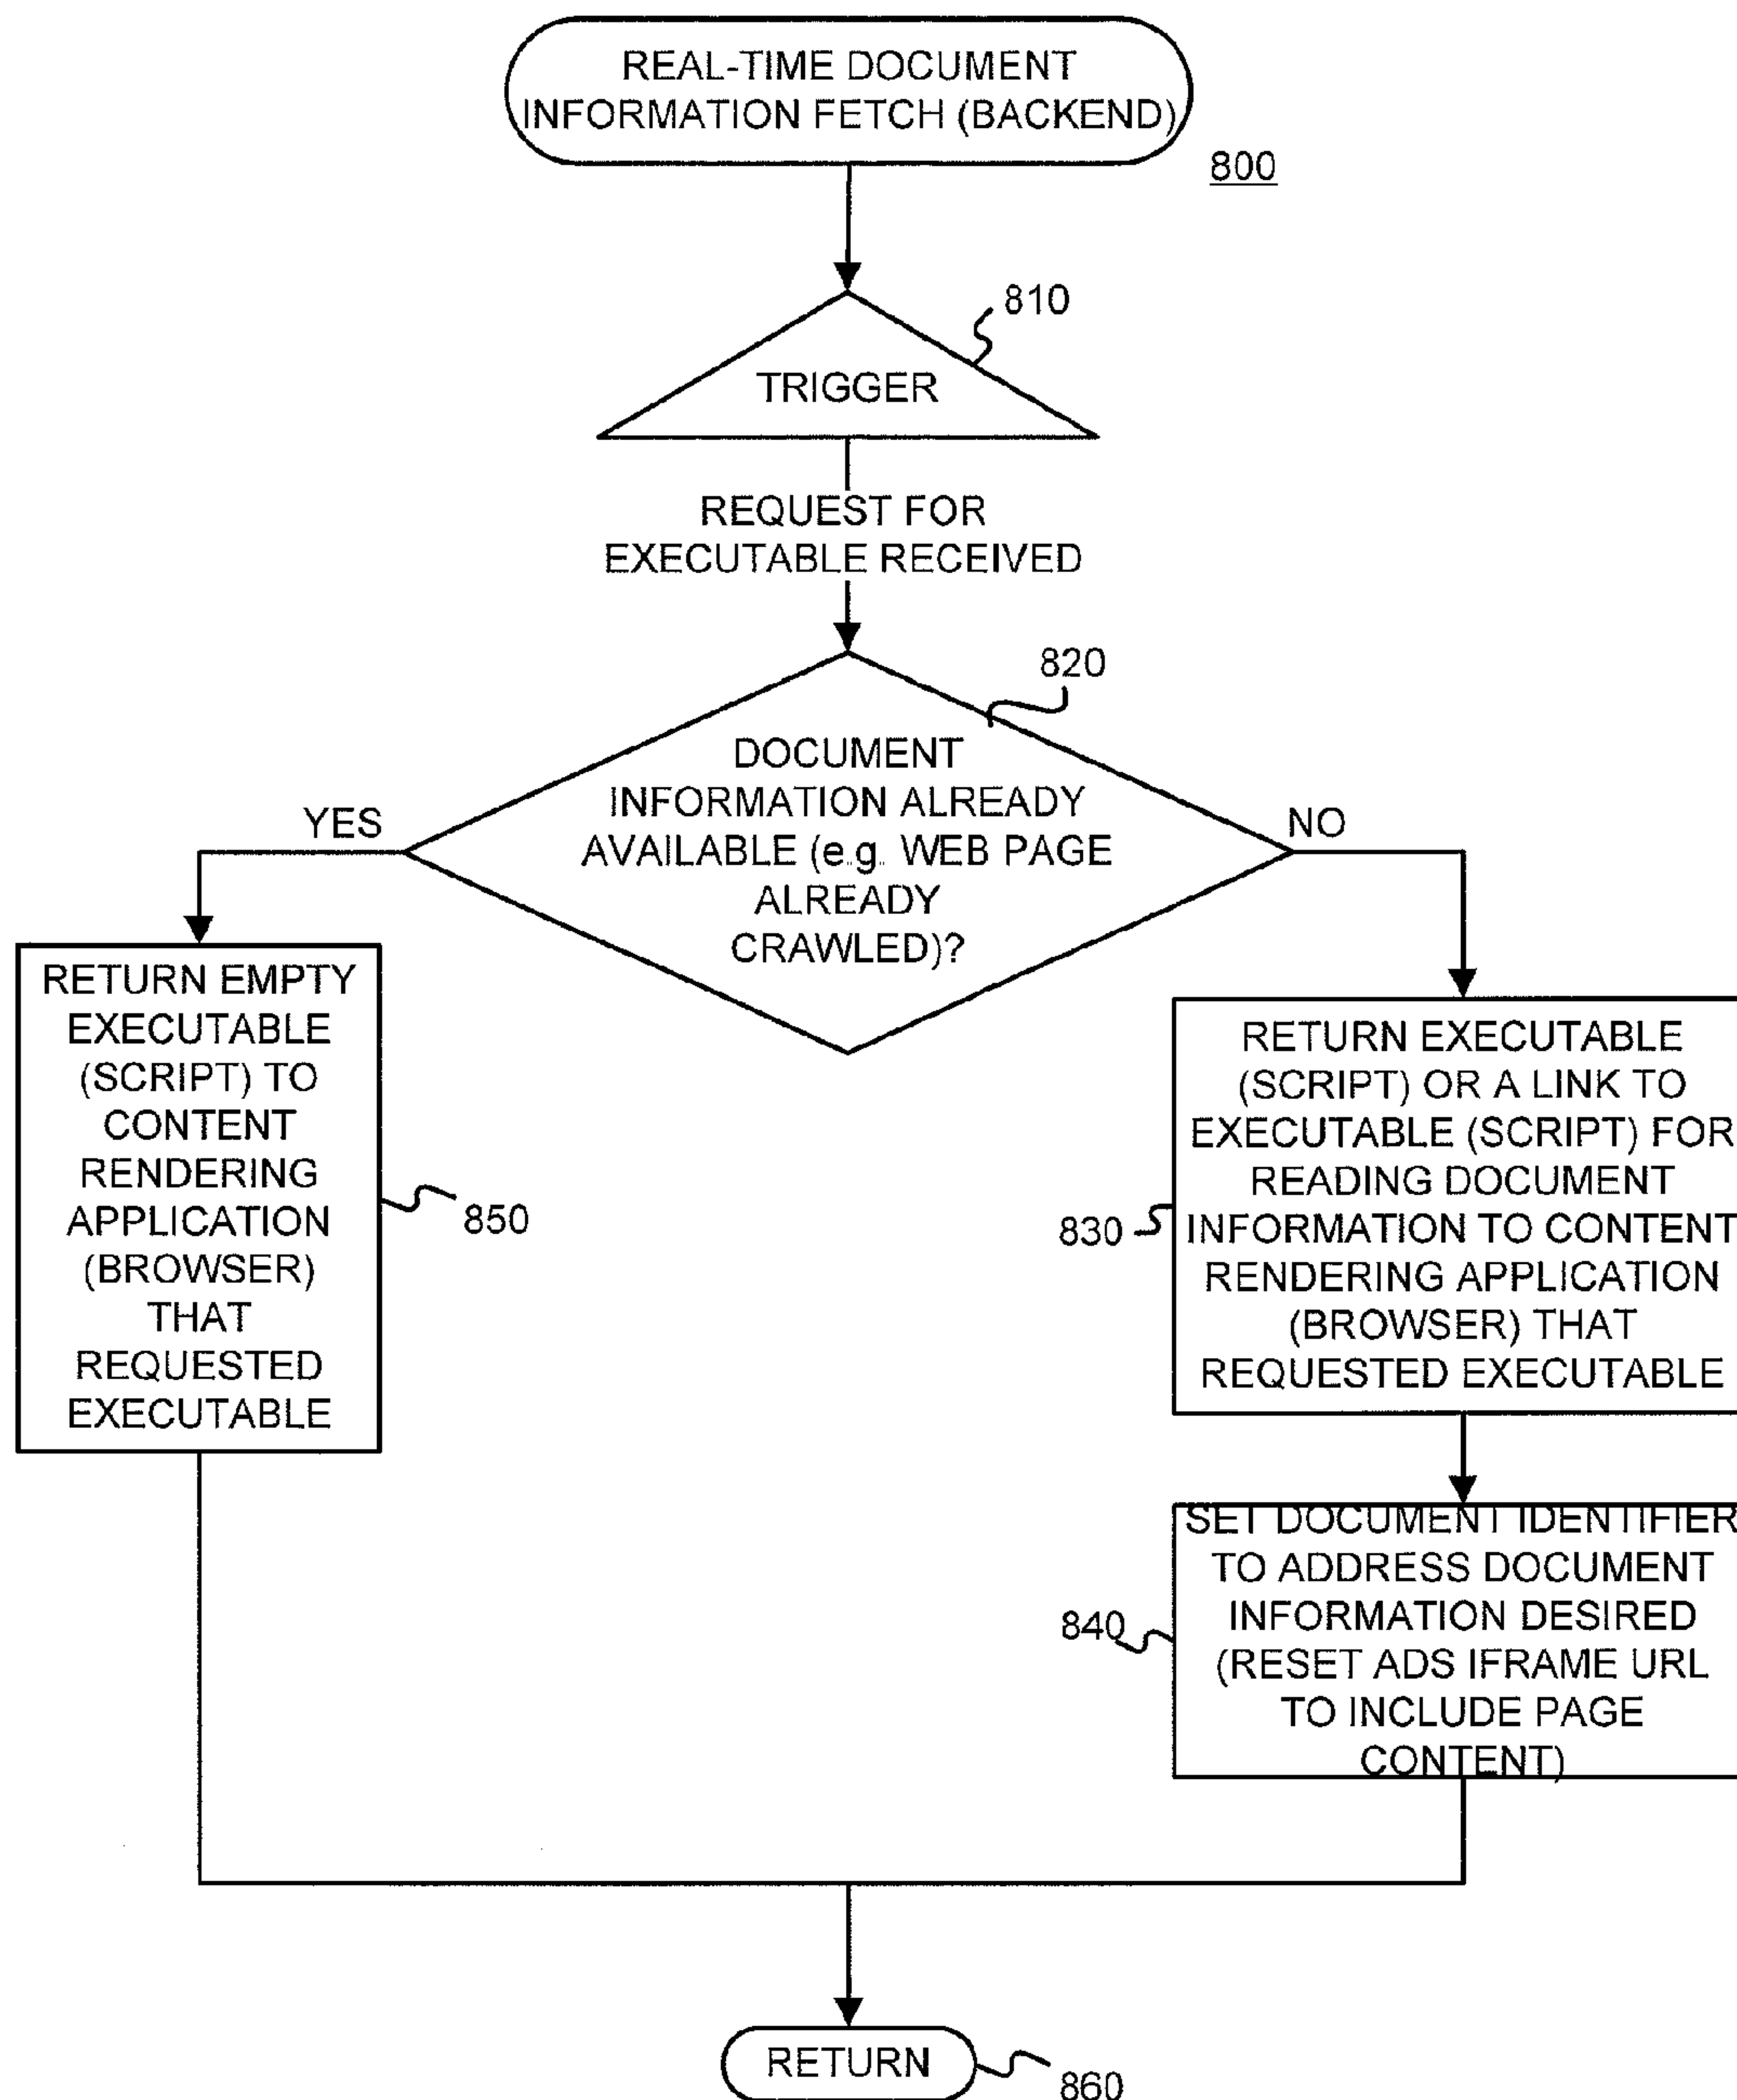 REAL-TIME DOCUMENT
INFORMATION FETCH (BACKEND)
800
810
TRIGGER
REQUEST FOR
EXECUTABLE RECEIVED
820
DOCUMENT
INFORMATION ALREADY
AVAILABLE (e.g. WEB PAGE
ALREADY
CRAWLED)?
YES
NO
RETURN EMPTY
EXECUTABLE
(SCRIPT) TO
CONTENT
RENDERING
APPLICATION
(BROWSER)
THAT
REQUESTED
EXECUTABLE
850
RETURN EXECUTABLE
(SCRIPT) OR A LINK TO
EXECUTABLE (SCRIPT) FOR
READING DOCUMENT
INFORMATION TO CONTENT
RENDERING APPLICATION
(BROWSER) THAT
REQUESTED EXECUTABLE
830
SET DOCUMENT IDENTIFIER
TO ADDRESS DOCUMENT
INFORMATION DESIRED
(RESET ADS IFRAME URL
TO INCLUDE PAGE
CONTENT)
840
RETURN
860